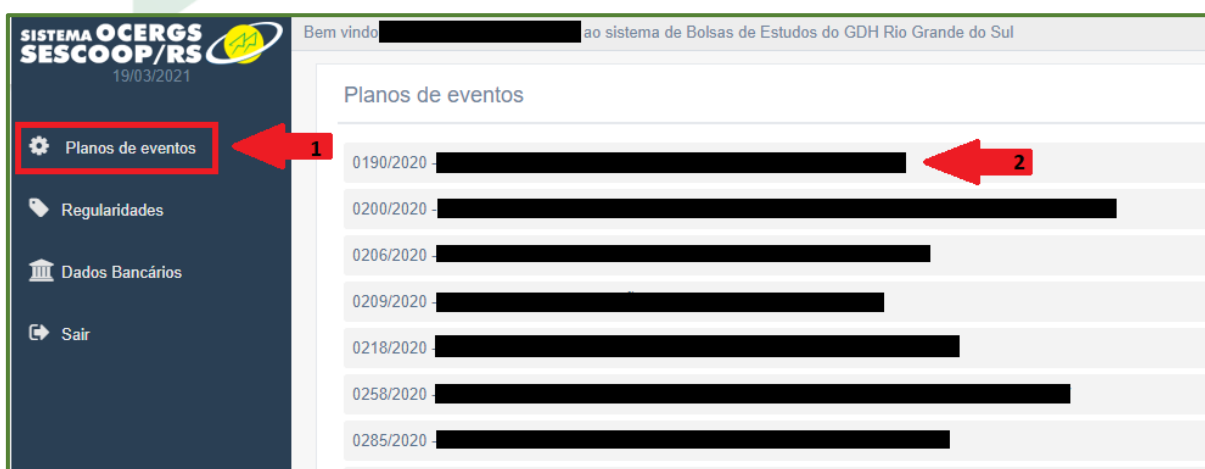 SISTEMA OCERGS
SESCOOP/RS
19/03/2021
Planos de eventos
Regularidades
Dados Bancários
Sair
Bem vindo ao sistema de Bolsas de Estudos do GDH Rio Grande do Sul
Planos de eventos
1
0190/2020 -
2
0200/2020 -
0206/2020 -
0209/2020 -
0218/2020 -
0258/2020 -
0285/2020 -